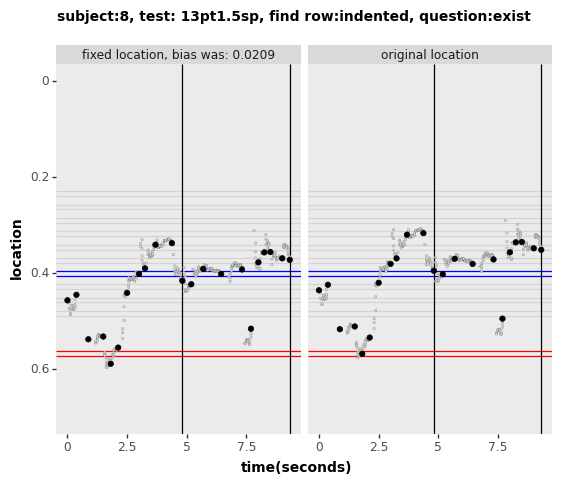 subject:8, test: 13pt1.5sp, find row:indented, question:exist
fixed location, bias was: 0.0209
original location
0
0.2
0.4
0.6
location
0
2.5
5
7.5
0
2.5
5
7.5
time(seconds)